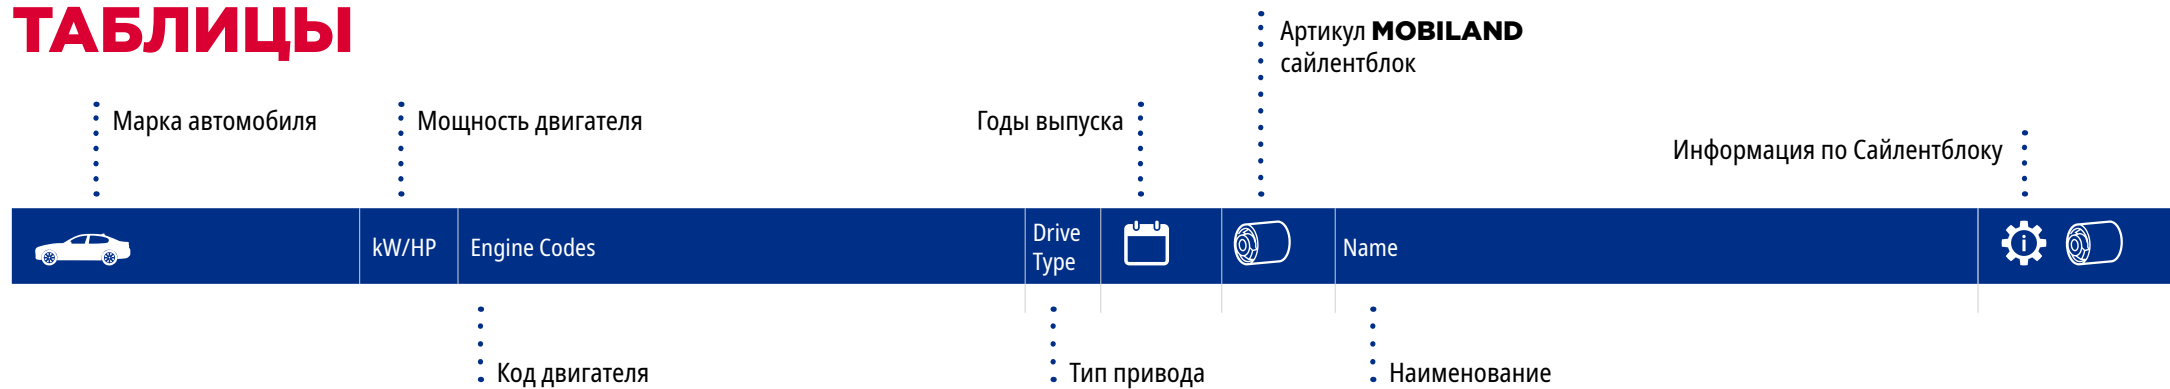 ТАБЛИЦЫ
Артикул MOBILAND
сайлентблок
Марка автомобиля
Мощность двигателя
Годы выпуска
Информация по Сайлентблоку
kW/HP
Engine Codes
Drive
Type
Name
Код двигателя
Тип привода
Наименование